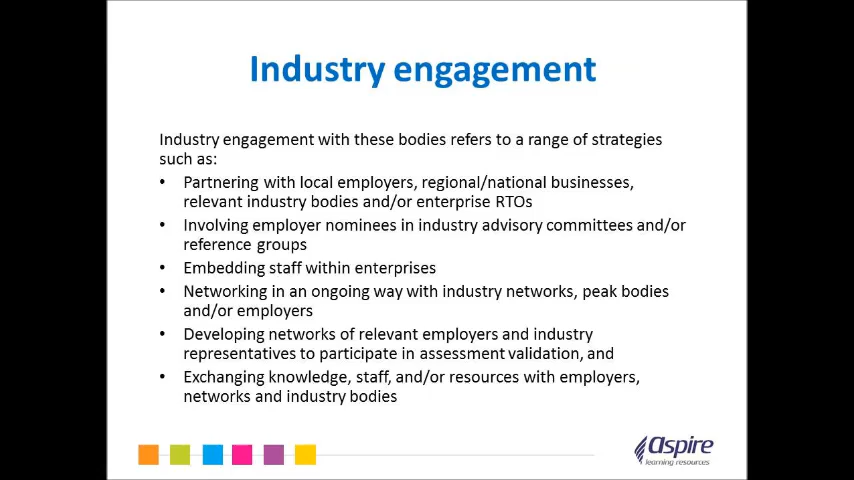 Industry engagement
Industry engagement with these bodies refers to a range of strategies
such as:
• Partnering with local employers, regional/national businesses,
relevant industry bodies and/or enterprise RTOs
• Involving employer nominees in industry advisory committees and/or
reference groups
• Embedding staff within enterprises
• Networking in an ongoing way with industry networks, peak bodies
and/or employers
• Developing networks of relevant employers and industry
representatives to participate in assessment validation, and
• Exchanging knowledge, staff, and/or resources with employers,
networks and industry bodies
aspire
learning resources